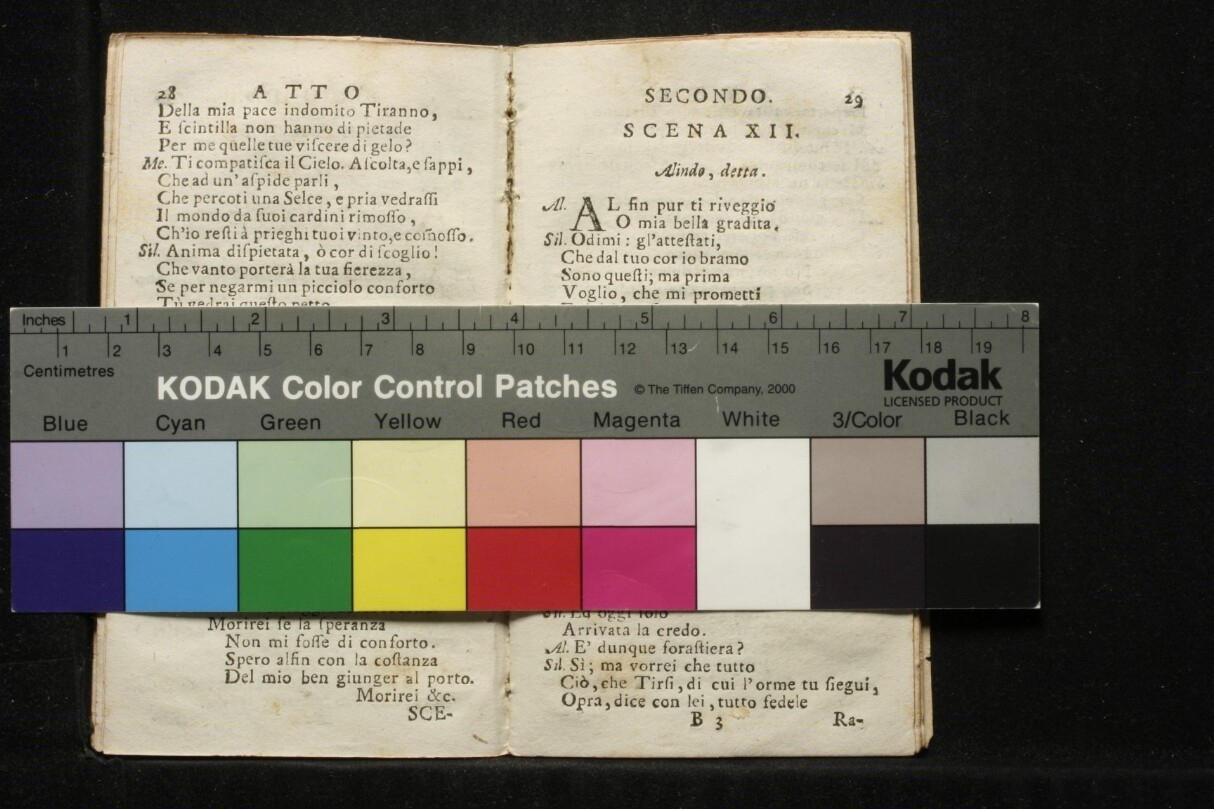 28 ATTO
Della mia pace indomito Tiranno,
E ſcintilla non hanno di pietade
Per me quelle tue viſcere di gelo?
Me. Ti compatiſca il Cielo. Aſcolta, e ſappi,
Che ad un' aſpide parli,
Che percoti una Selce, e pria vedraſſi
Il mondo da ſuoi cardini rimoſſo,
Ch'io reſti à prieghi tuoi vinto, e com̃oſſo.
Sil. Anima diſpietata, ò cor di ſcoglio!
Che vanto porterà la tua fierezza,
Se per negarmi un picciolo conforto
Tù vedrai queſto petto
SECONDO. 29
SCENA XII.
Alindo, detta.
Al. AL fin pur ti riveggio
O mia bella gradita.
Sil. Odimi: gl'atteſtati,
Che dal tuo cor io bramo
Sono queſti; ma prima
Voglio, che mi prometti
Inches 1 2 3 4 5 6 7 8
1 2 3 4 5 6 7 8 9 10 11 12 13 14 15 16 17 18 19
Centimetres
KODAK Color Control Patches © The Tiffen Company, 2000
Kodak
LICENSED PRODUCT
Blue Cyan Green Yellow Red Magenta White 3/Color Black
Morirei ſe la ſperanza
Non mi foſſe di conforto.
Spero alfin con la coſtanza
Del mio ben giunger al porto.
Morirei &c.
SCE-
Sil. Ed oggi ſolo
Arrivata la credo.
Al. E' dunque foraſtiera?
Sil. Sì; ma vorrei che tutto
Ciò, che Tirſi, di cui l'orme tu ſiegui,
Opra, dice con lei, tutto fedele
B 3 Ra-